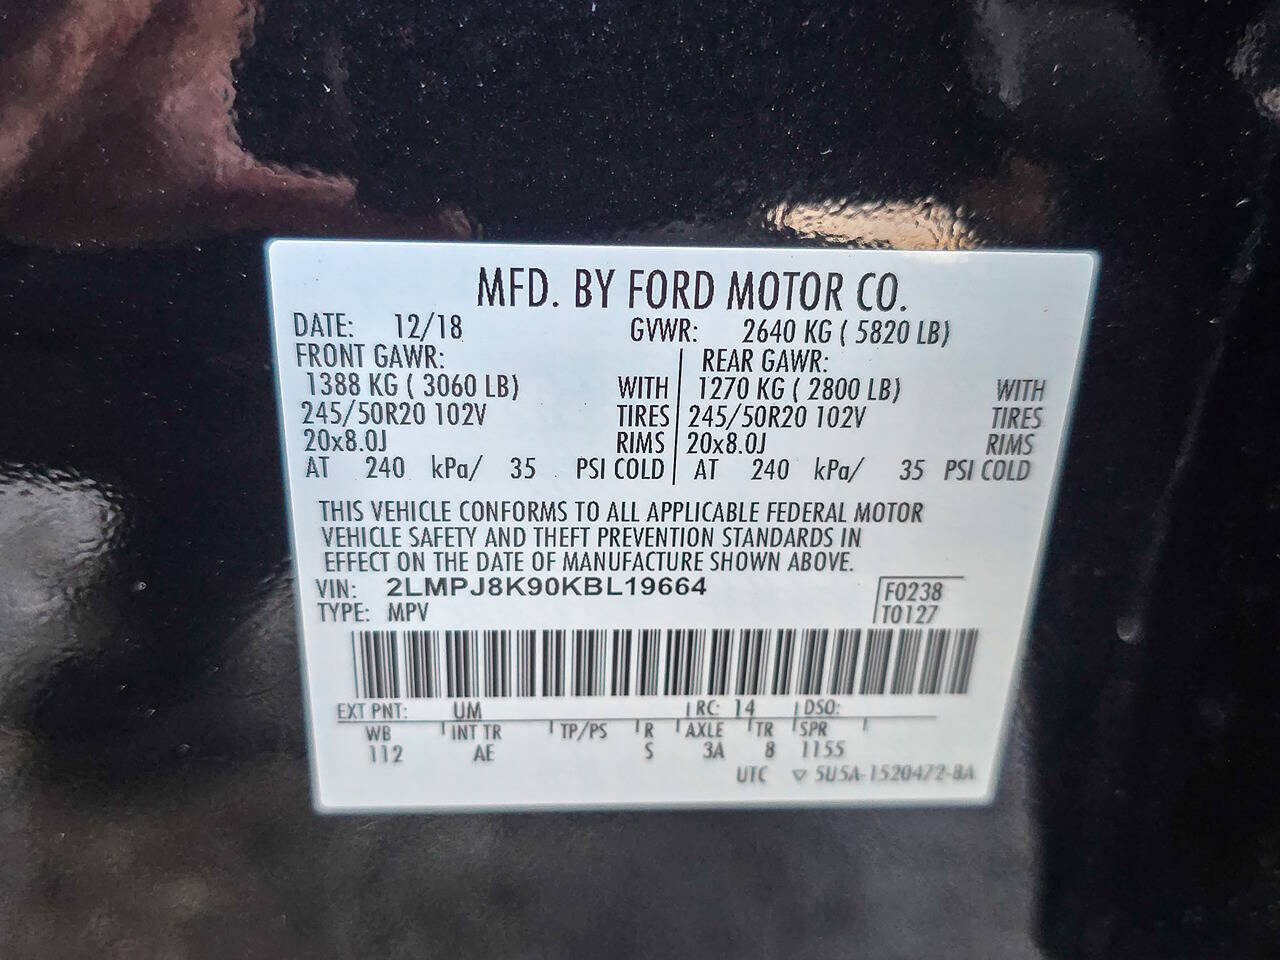 MFD. BY FORD MOTOR CO.
DATE: 12/18 GVWR: 2640 KG ( 5820 LB)
FRONT GAWR: REAR GAWR:
1388 KG ( 3060 LB) WITH 1270 KG ( 2800 LB) WITH
245/50R20 102V TIRES 245/50R20 102V TIRES
20x8.0J RIMS 20x8.0J RIMS
AT 240 kPa/ 35 PSI COLD AT 240 kPa/ 35 PSI COLD
THIS VEHICLE CONFORMS TO ALL APPLICABLE FEDERAL MOTOR
VEHICLE SAFETY AND THEFT PREVENTION STANDARDS IN
EFFECT ON THE DATE OF MANUFACTURE SHOWN ABOVE.
VIN: 2LMPJ8K90KBL19664 F0238
TYPE: MPV T0127
EXT PNT: UM RC: 14 DSO:
WB INT TR TP/PS R AXLE TR SPR
112 AE S 3A 8 1155
UTC ▽ 5U5A-1520472-BA